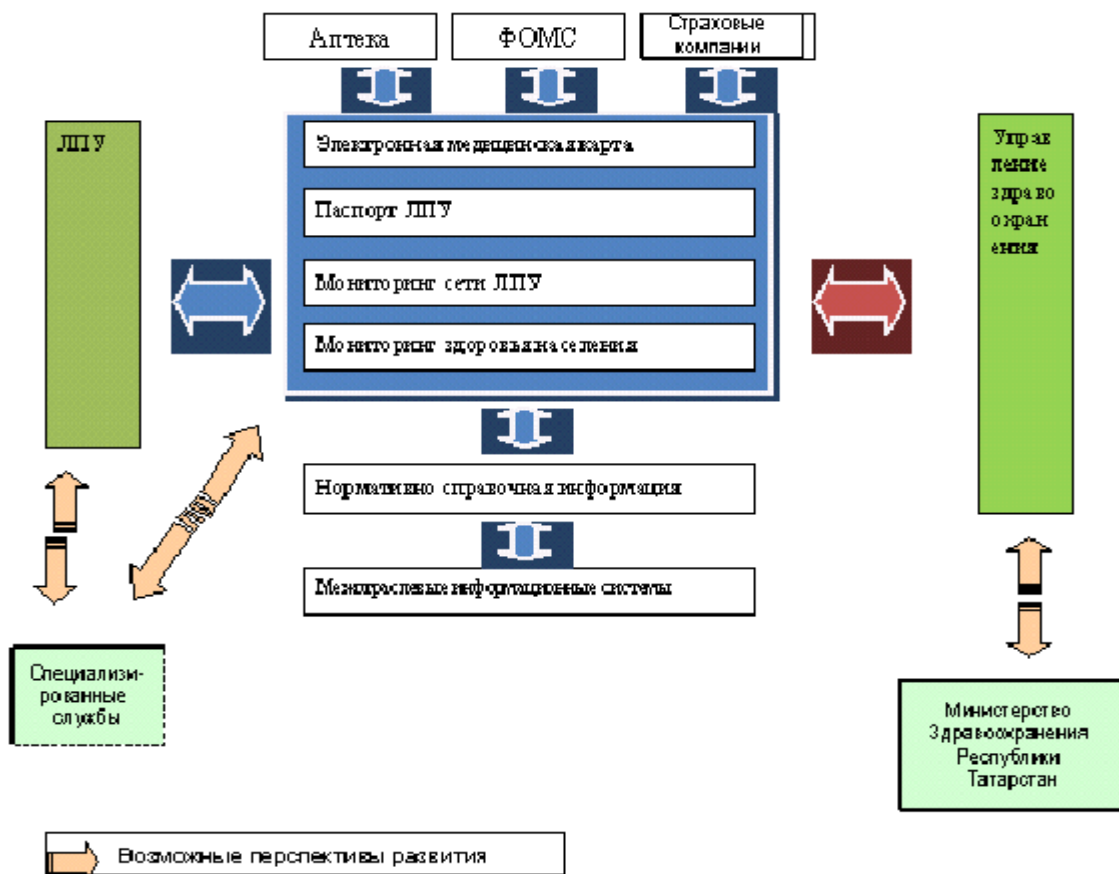 Аптека
ФОМС
Страховые
компании
ЛПУ
Электронная медицинская карта
Паспорт ЛПУ
Мониторинг сети ЛПУ
Мониторинг здоровья населения
Управ
ление
здраво
охран
ения
Нормативно справочная информация
Межотраслевые информационные системы
Специализи-
рованные
службы
Министерство
Здравоохранения
Республики
Татарстан
Возможные перспективы развития